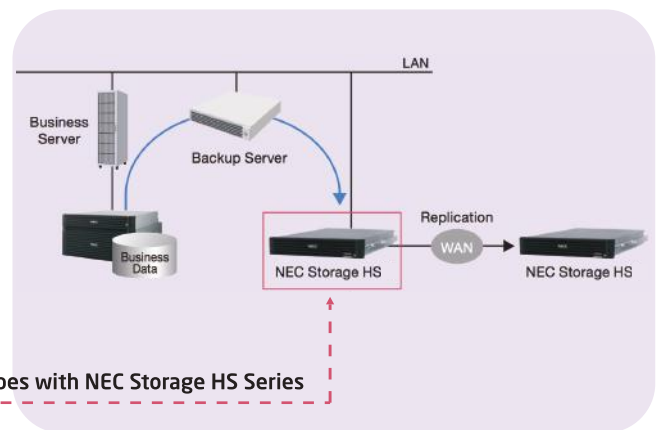 LAN
Business
Server
Backup Server
Business
Data
Replication
WAN
NEC Storage HS
NEC Storage HS
with NEC Storage HS Series